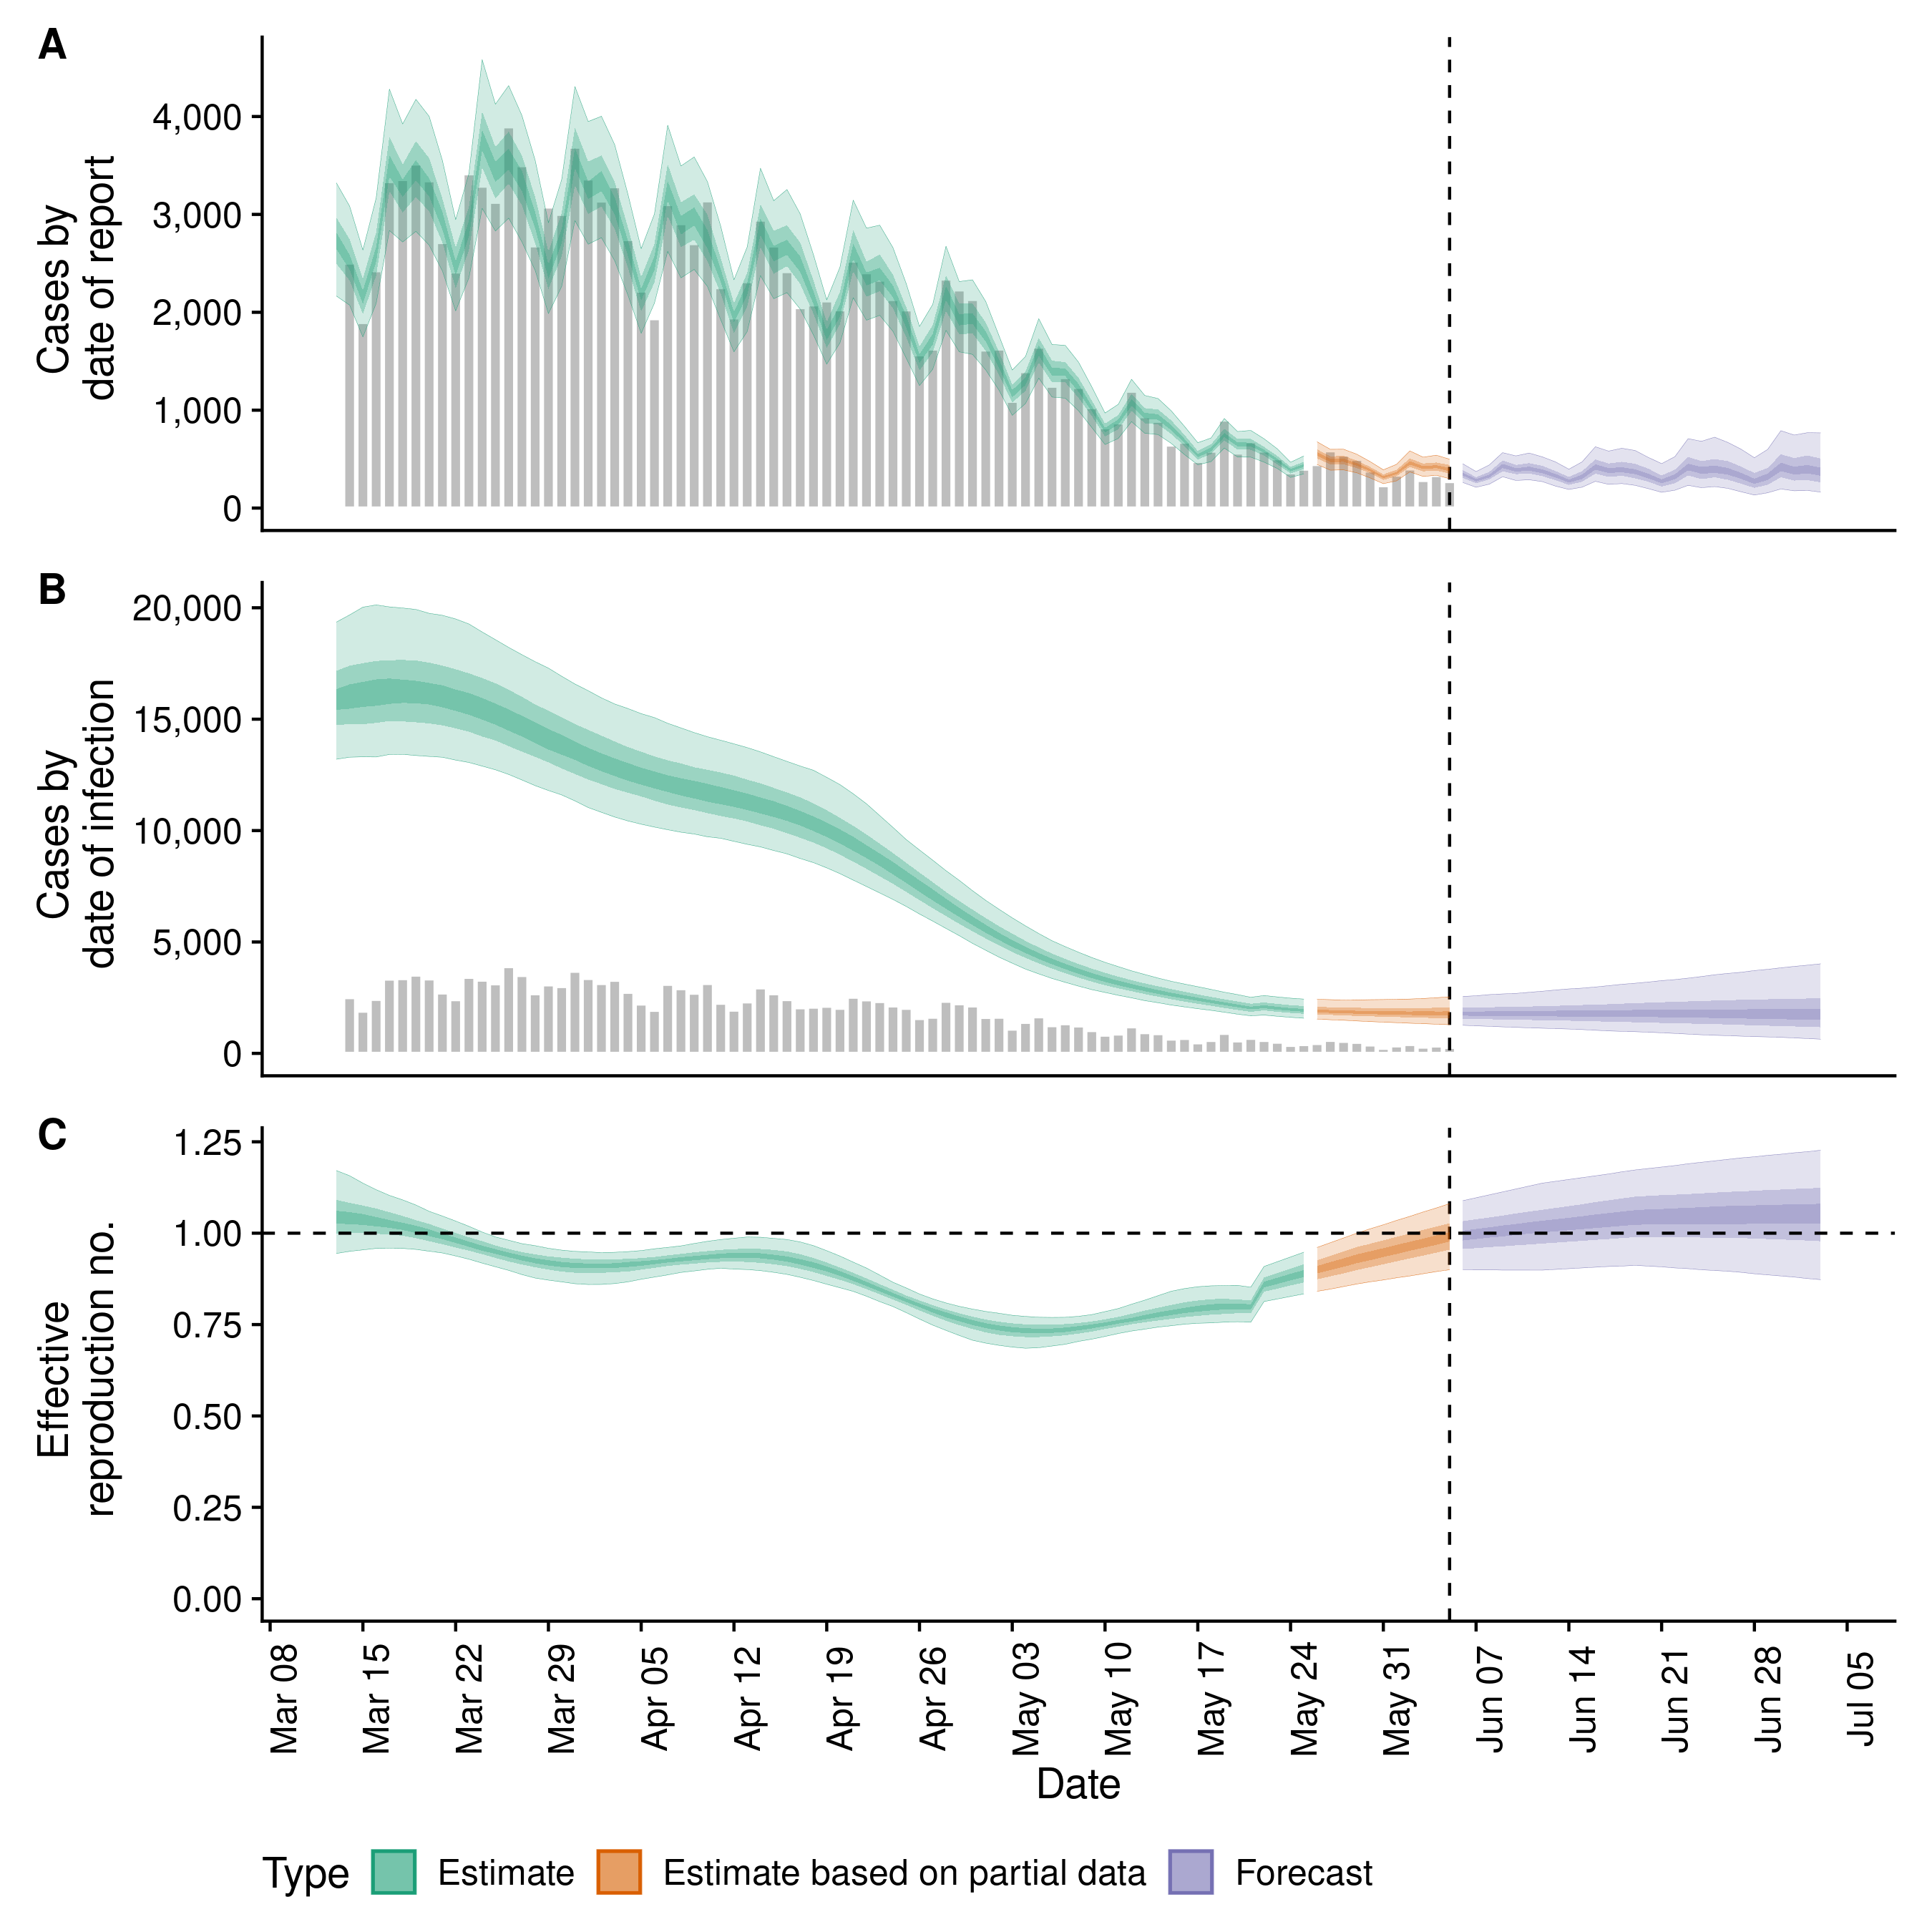 A
Cases by
date of report
4,000
3,000
2,000
1,000
0
B
Cases by
date of infection
20,000
15,000
10,000
5,000
0
C
Effective
reproduction no.
1.25
1.00
0.75
0.50
0.25
0.00
Mar 08
Mar 15
Mar 22
Mar 29
Apr 05
Apr 12
Apr 19
Apr 26
May 03
May 10
May 17
May 24
May 31
Jun 07
Jun 14
Jun 21
Jun 28
Jul 05
Date
Type Estimate Estimate based on partial data Forecast